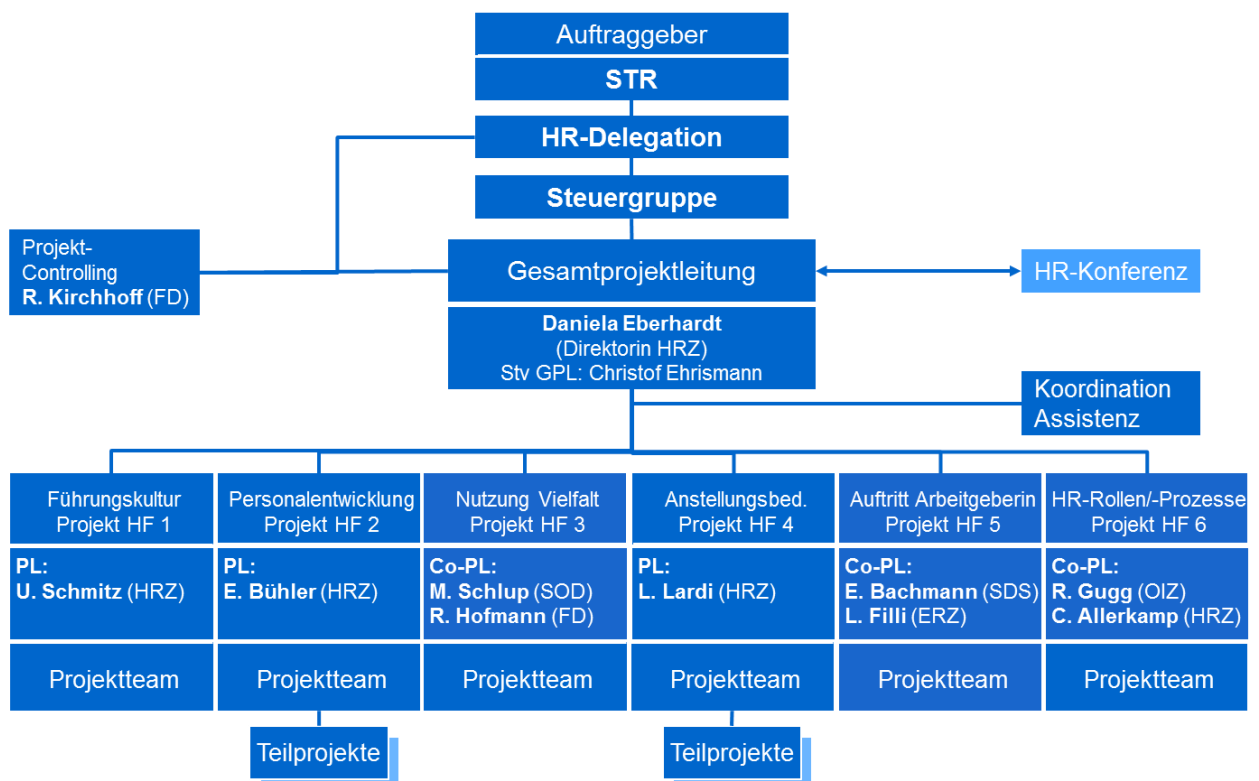 Auftraggeber
STR
HR-Delegation
Steuergruppe
Projekt-
Controlling
R. Kirchhoff (FD)
Gesamtprojektleitung
HR-Konferenz
Daniela Eberhardt
(Direktorin HRZ)
Stv GPL: Christof Ehrismann
Koordination
Assistenz
Führungskultur
Projekt HF 1
PL:
U. Schmitz (HRZ)
Projektteam
Personalentwicklung
Projekt HF 2
PL:
E. Bühler (HRZ)
Projektteam
Teilprojekte
Nutzung Vielfalt
Projekt HF 3
Co-PL:
M. Schlup (SOD)
R. Hofmann (FD)
Projektteam
Anstellungsbed.
Projekt HF 4
PL:
L. Lardi (HRZ)
Projektteam
Teilprojekte
Auftritt Arbeitgeberin
Projekt HF 5
Co-PL:
E. Bachmann (SDS)
L. Filli (ERZ)
Projektteam
HR-Rollen/-Prozesse
Projekt HF 6
Co-PL:
R. Gugg (OIZ)
C. Allerkamp (HRZ)
Projektteam